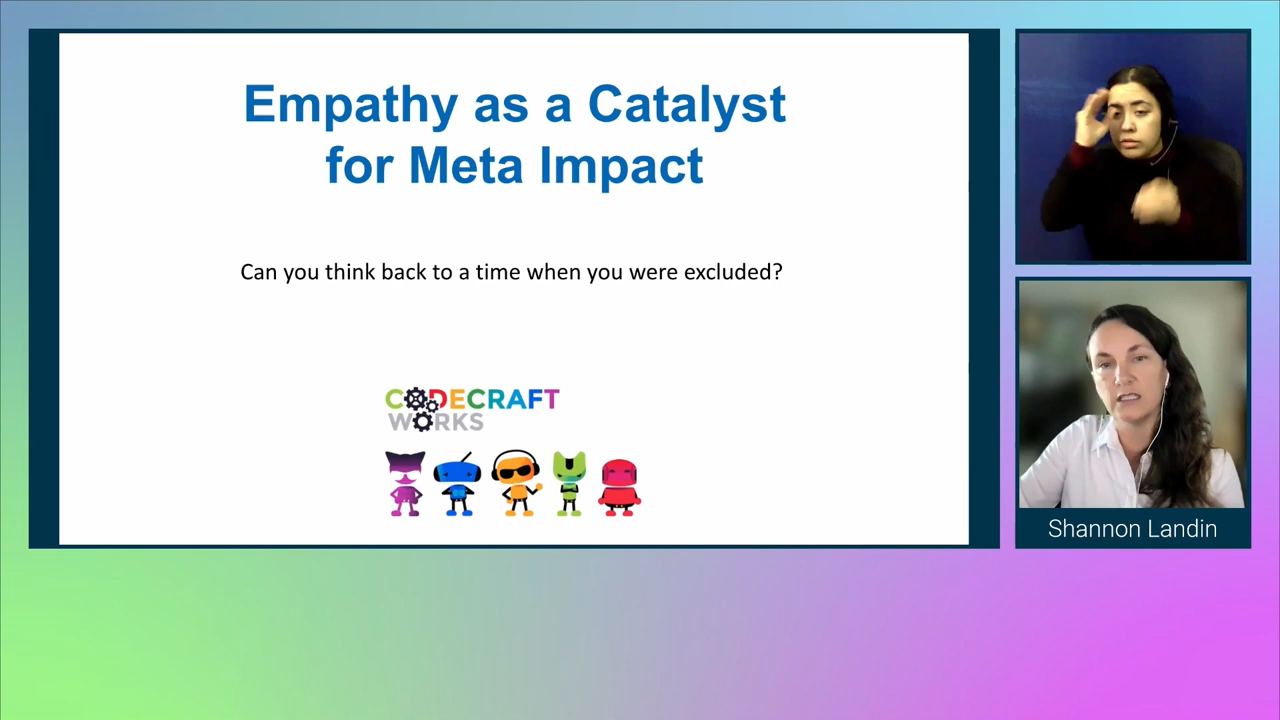 Empathy as a Catalyst
for Meta Impact
Can you think back to a time when you were excluded?
CODECRAFT
WORKS
Shannon Landin